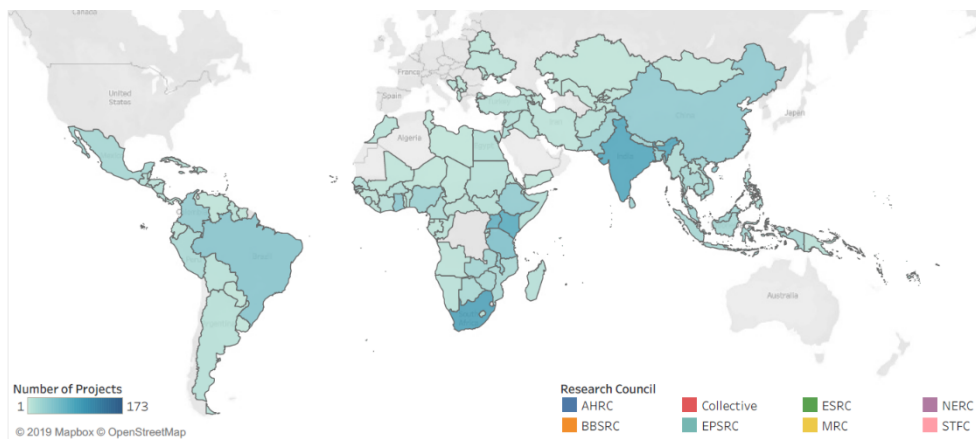 Canada
United
States
France
Spain
Algeria
China
Japan
India
Brazil
Australia
Number of Projects
1 173
© 2019 Mapbox © OpenStreetMap
Research Council
AHRC Collective ESRC NERC
BBSRC EPSRC MRC STFC